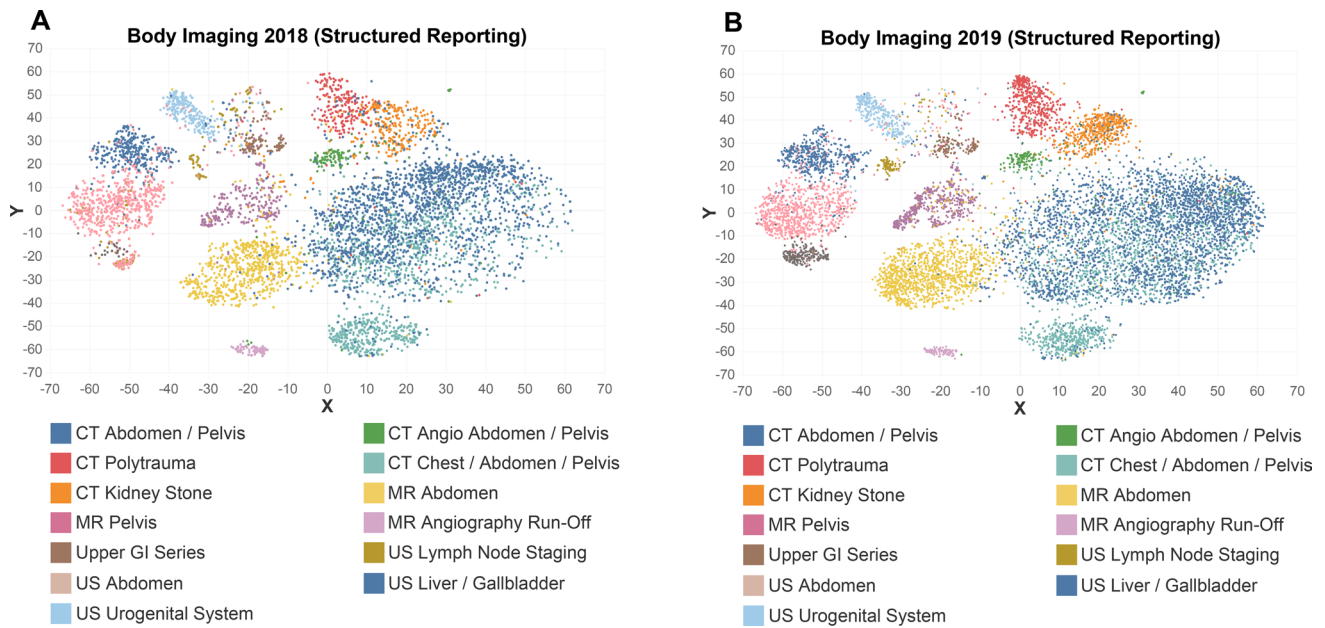 A
Body Imaging 2018 (Structured Reporting)
70
60
50
40
30
20
10
0
-10
-20
-30
-40
-50
-60
-70
Y
-70 -60 -50 -40 -30 -20 -10 0 10 20 30 40 50 60 70
X
CT Abdomen / Pelvis
CT Polytrauma
CT Kidney Stone
MR Pelvis
Upper GI Series
US Abdomen
US Urogenital System
CT Angio Abdomen / Pelvis
CT Chest / Abdomen / Pelvis
MR Abdomen
MR Angiography Run-Off
US Lymph Node Staging
US Liver / Gallbladder
B
Body Imaging 2019 (Structured Reporting)
70
60
50
40
30
20
10
0
-10
-20
-30
-40
-50
-60
-70
Y
-70 -60 -50 -40 -30 -20 -10 0 10 20 30 40 50 60 70
X
CT Abdomen / Pelvis
CT Polytrauma
CT Kidney Stone
MR Pelvis
Upper GI Series
US Abdomen
US Urogenital System
CT Angio Abdomen / Pelvis
CT Chest / Abdomen / Pelvis
MR Abdomen
MR Angiography Run-Off
US Lymph Node Staging
US Liver / Gallbladder